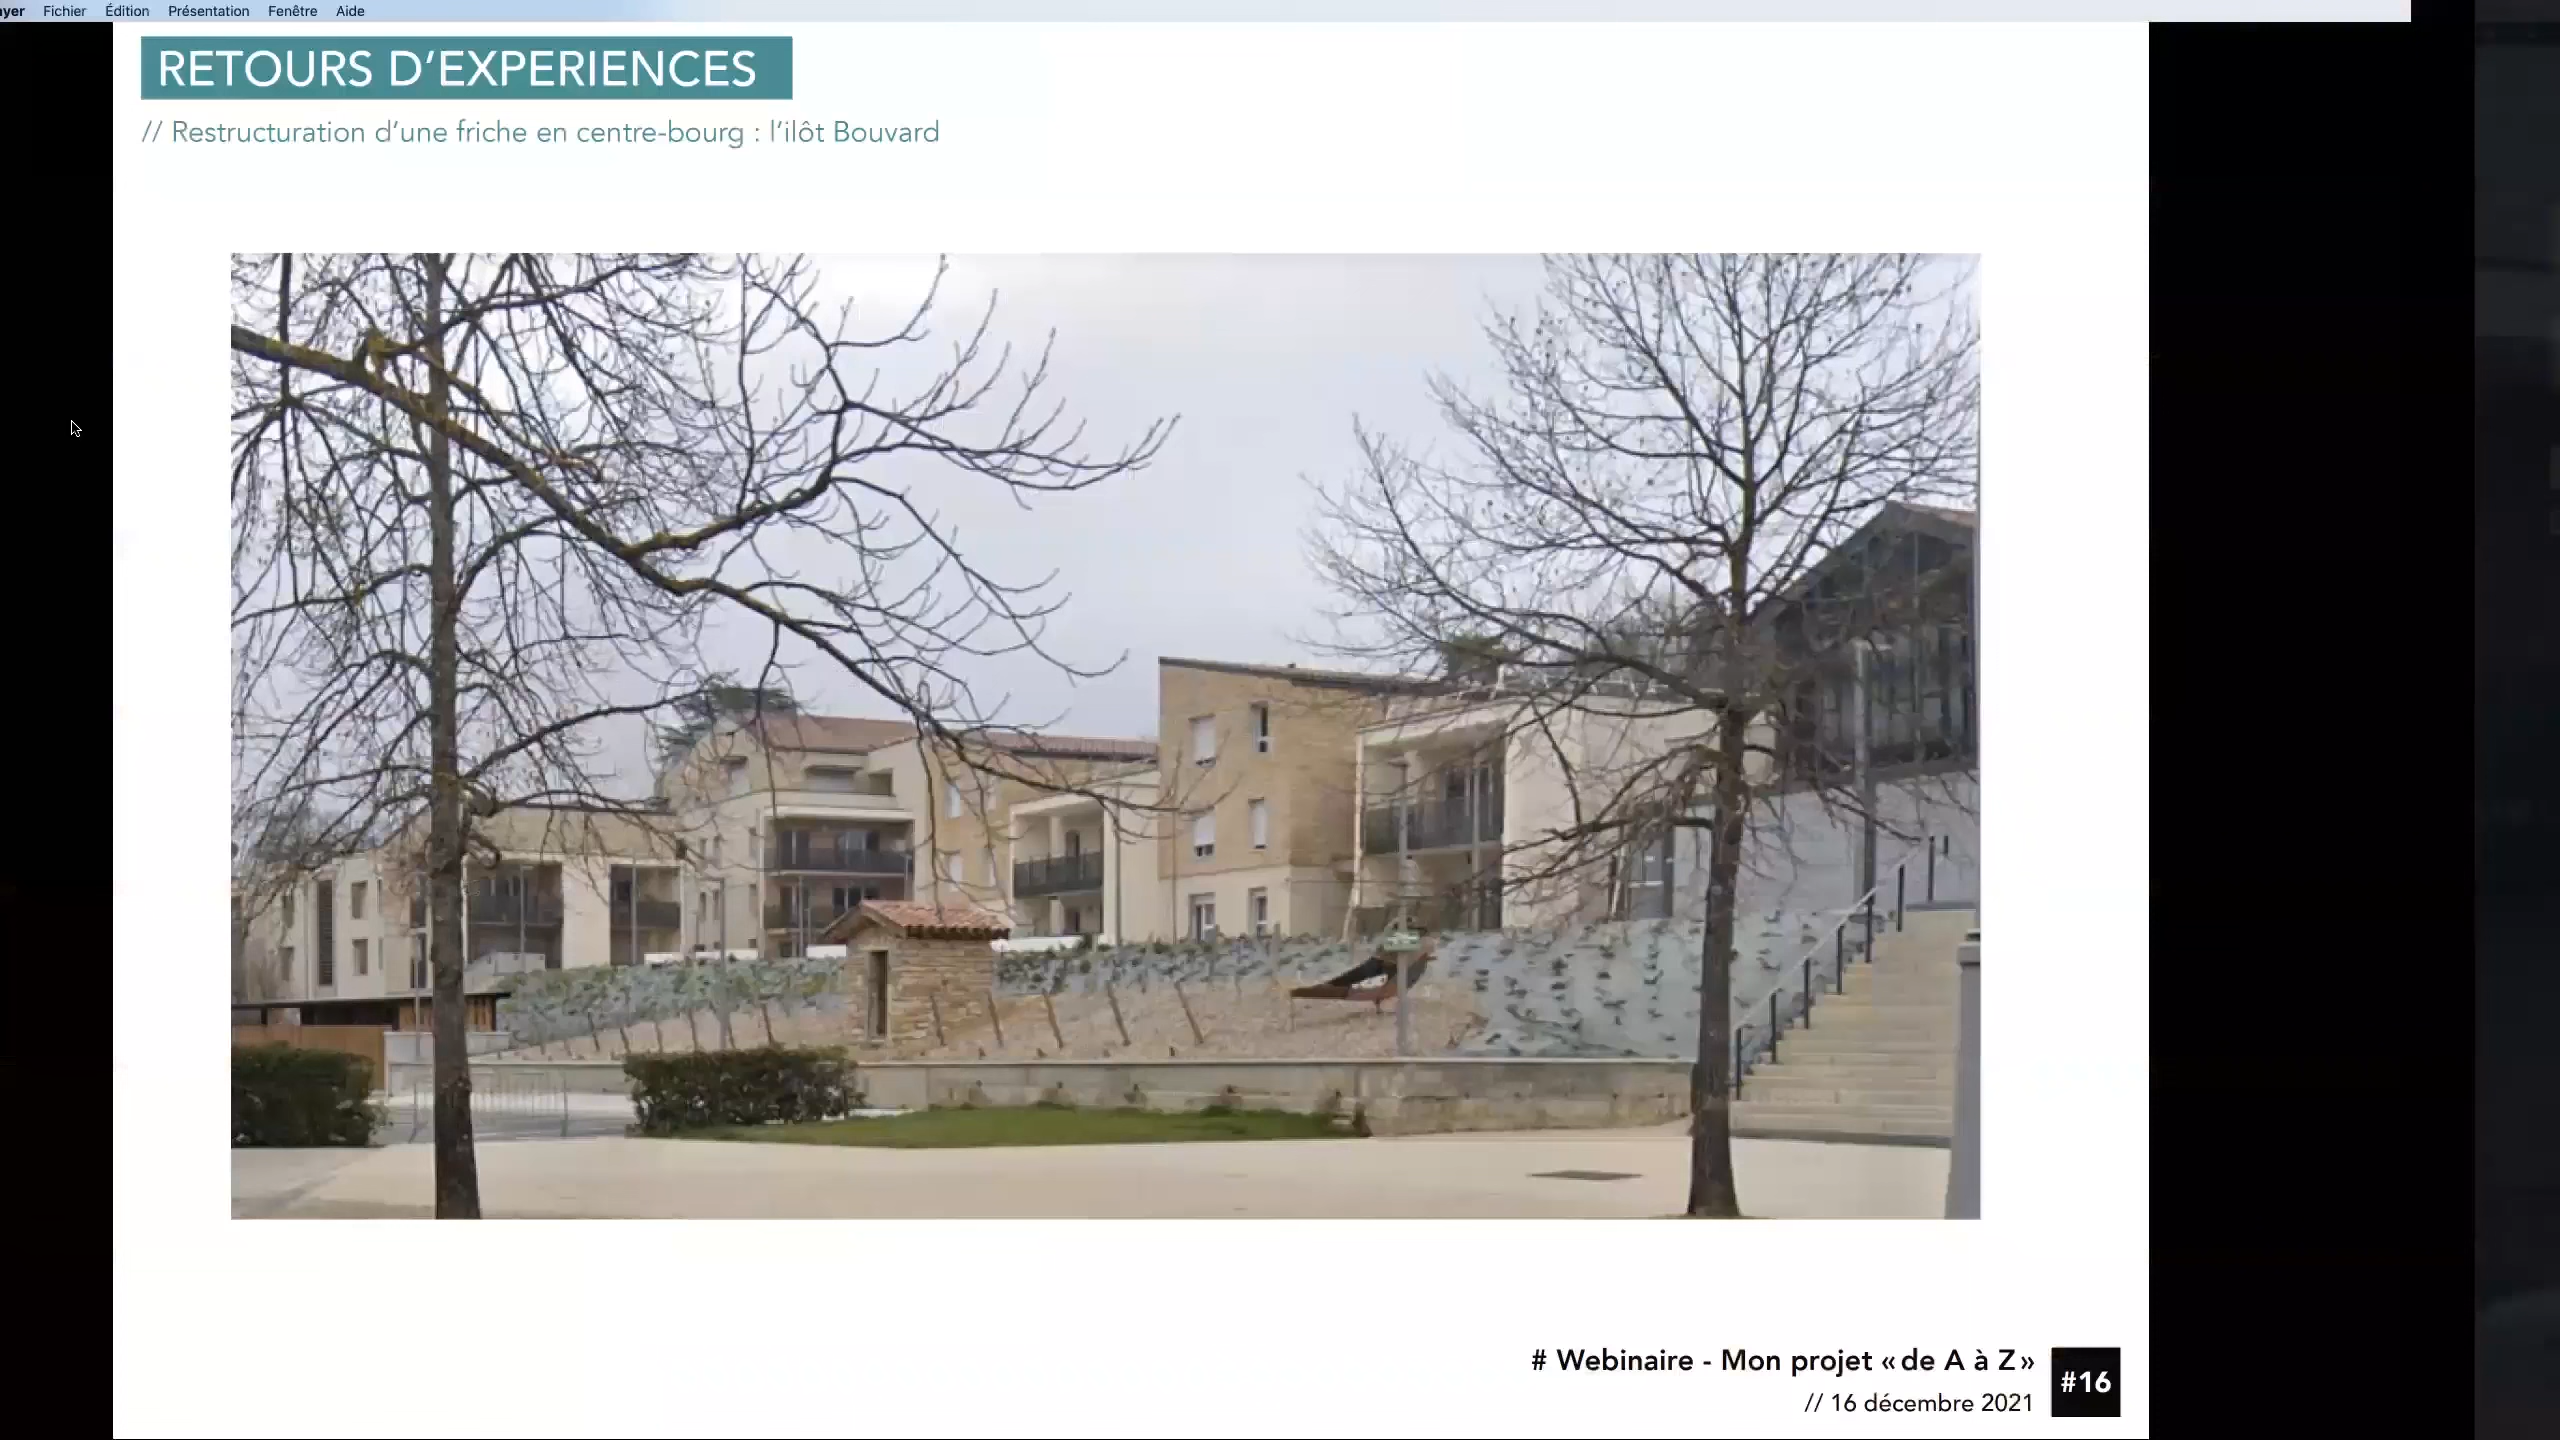 ayer Fichier Édition Présentation Fenêtre Aide
RETOURS D'EXPERIENCES
// Restructuration d'une friche en centre-bourg : l'ilôt Bouvard
# Webinaire - Mon projet « de A à Z »
// 16 décembre 2021
#16